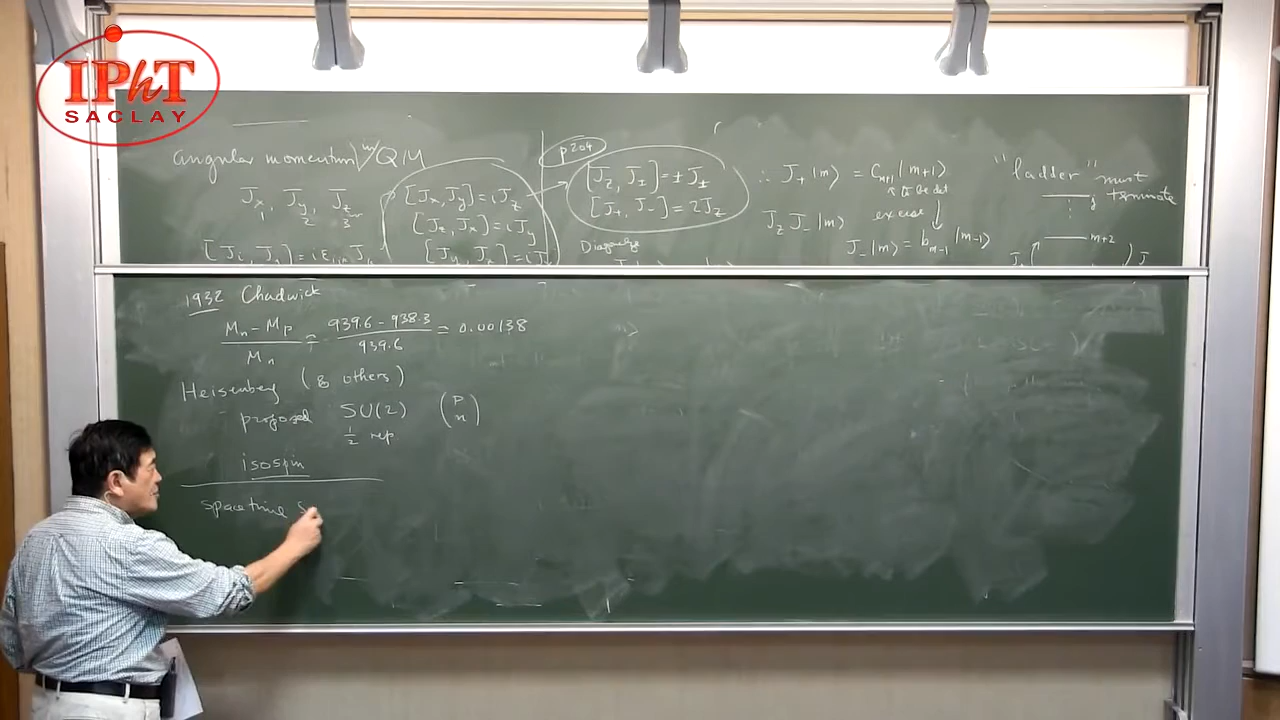 IPhT
SACLAY
angular momentum in QM
p204
Jx, Jy, Jz
1 2 3
[Jx, Jy] = iJz
[Jz, Jx] = iJy
[Jy, Jz] = iJ
[Ji, Jj] = iε
[Jz, J±] = ±J±
[J+, J-] = 2Jz
∴ J+ |m> = Cm+1 |m+1>
to be det
Jz J- |m>
J- |m> = bm-1 |m-1>
"ladder" must
terminate
m+2
1932 Chadwick
Mn - Mp / Mn = 939.6 - 938.3 / 939.6 = 0.00138
Heisenberg (& others)
proposed SU(2) (p n)
1/2 rep
isospin
spacetime s